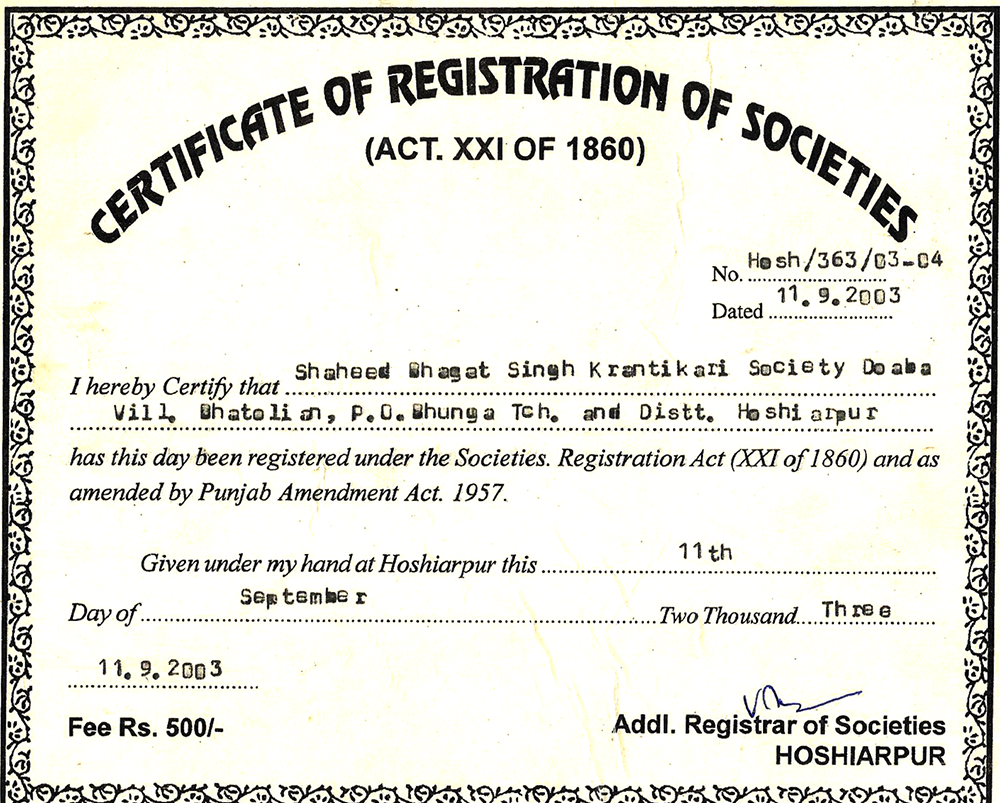 CERTIFICATE OF REGISTRATION OF SOCIETIES
(ACT. XXI OF 1860)
No. Hosh/363/03-04
Dated 11.9.2003
I hereby Certify that Shaheed Bhagat Singh Krantikari Society Doaba
Vill. Bhatolian, P.O.Bhunga Teh. and Distt. Hoshiarpur
has this day been registered under the Societies. Registration Act (XXI of 1860) and as
amended by Punjab Amendment Act. 1957.
Given under my hand at Hoshiarpur this 11th
Day of September Two Thousand Three
11.9.2003
Fee Rs. 500/-
Addl. Registrar of Societies
HOSHIARPUR